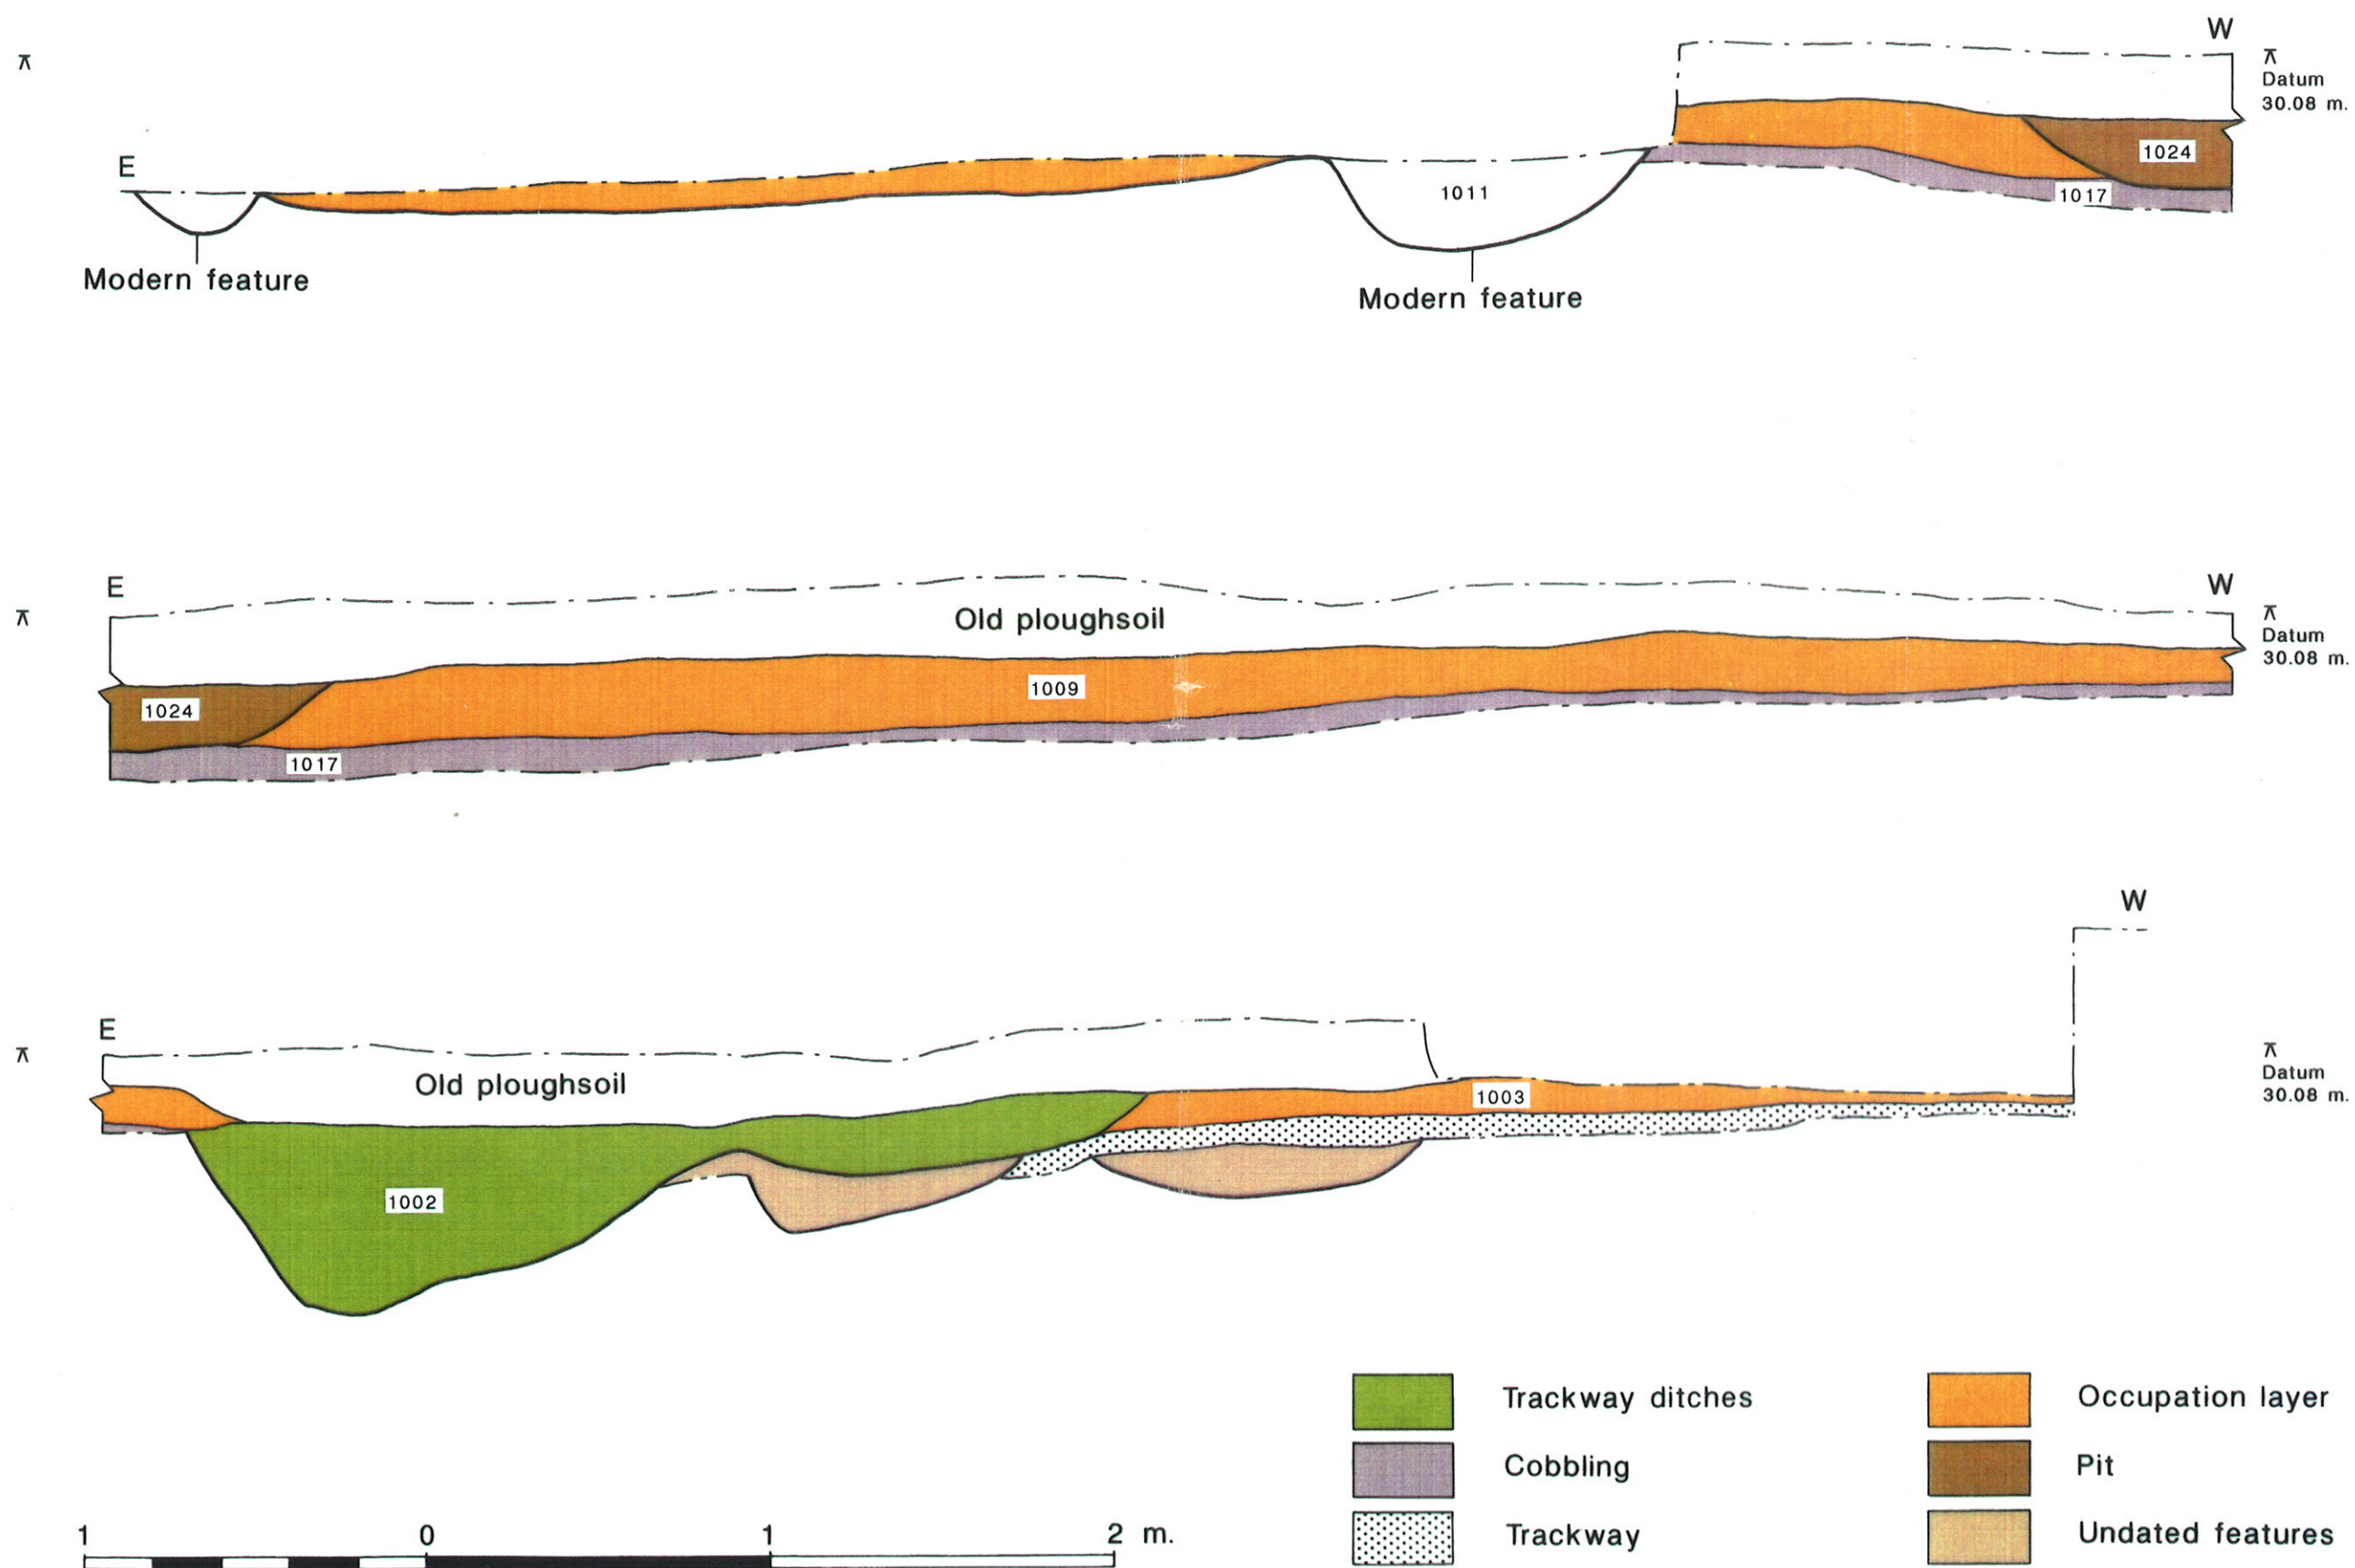 W
Datum
30.08 m.
E
1024
1017
1011
Modern feature
Modern feature
E
W
Old ploughsoil
Datum
30.08 m.
1009
1024
1017
W
E
Datum
30.08 m.
Old ploughsoil
1003
1002
Trackway ditches
Occupation layer
Cobbling
Pit
Trackway
Undated features
1 0 1 2 m.